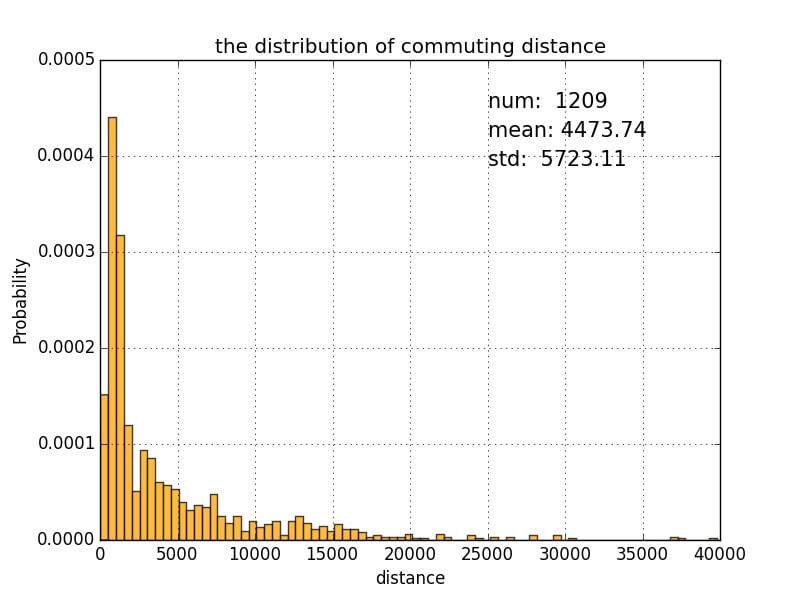 the distribution of commuting distance
0.0005
num: 1209
mean: 4473.74
0.0004
std: 5723.11
0.0003
Probability
0.0002
0.0001
0.0000
0 5000 10000 15000 20000 25000 30000 35000 40000
distance